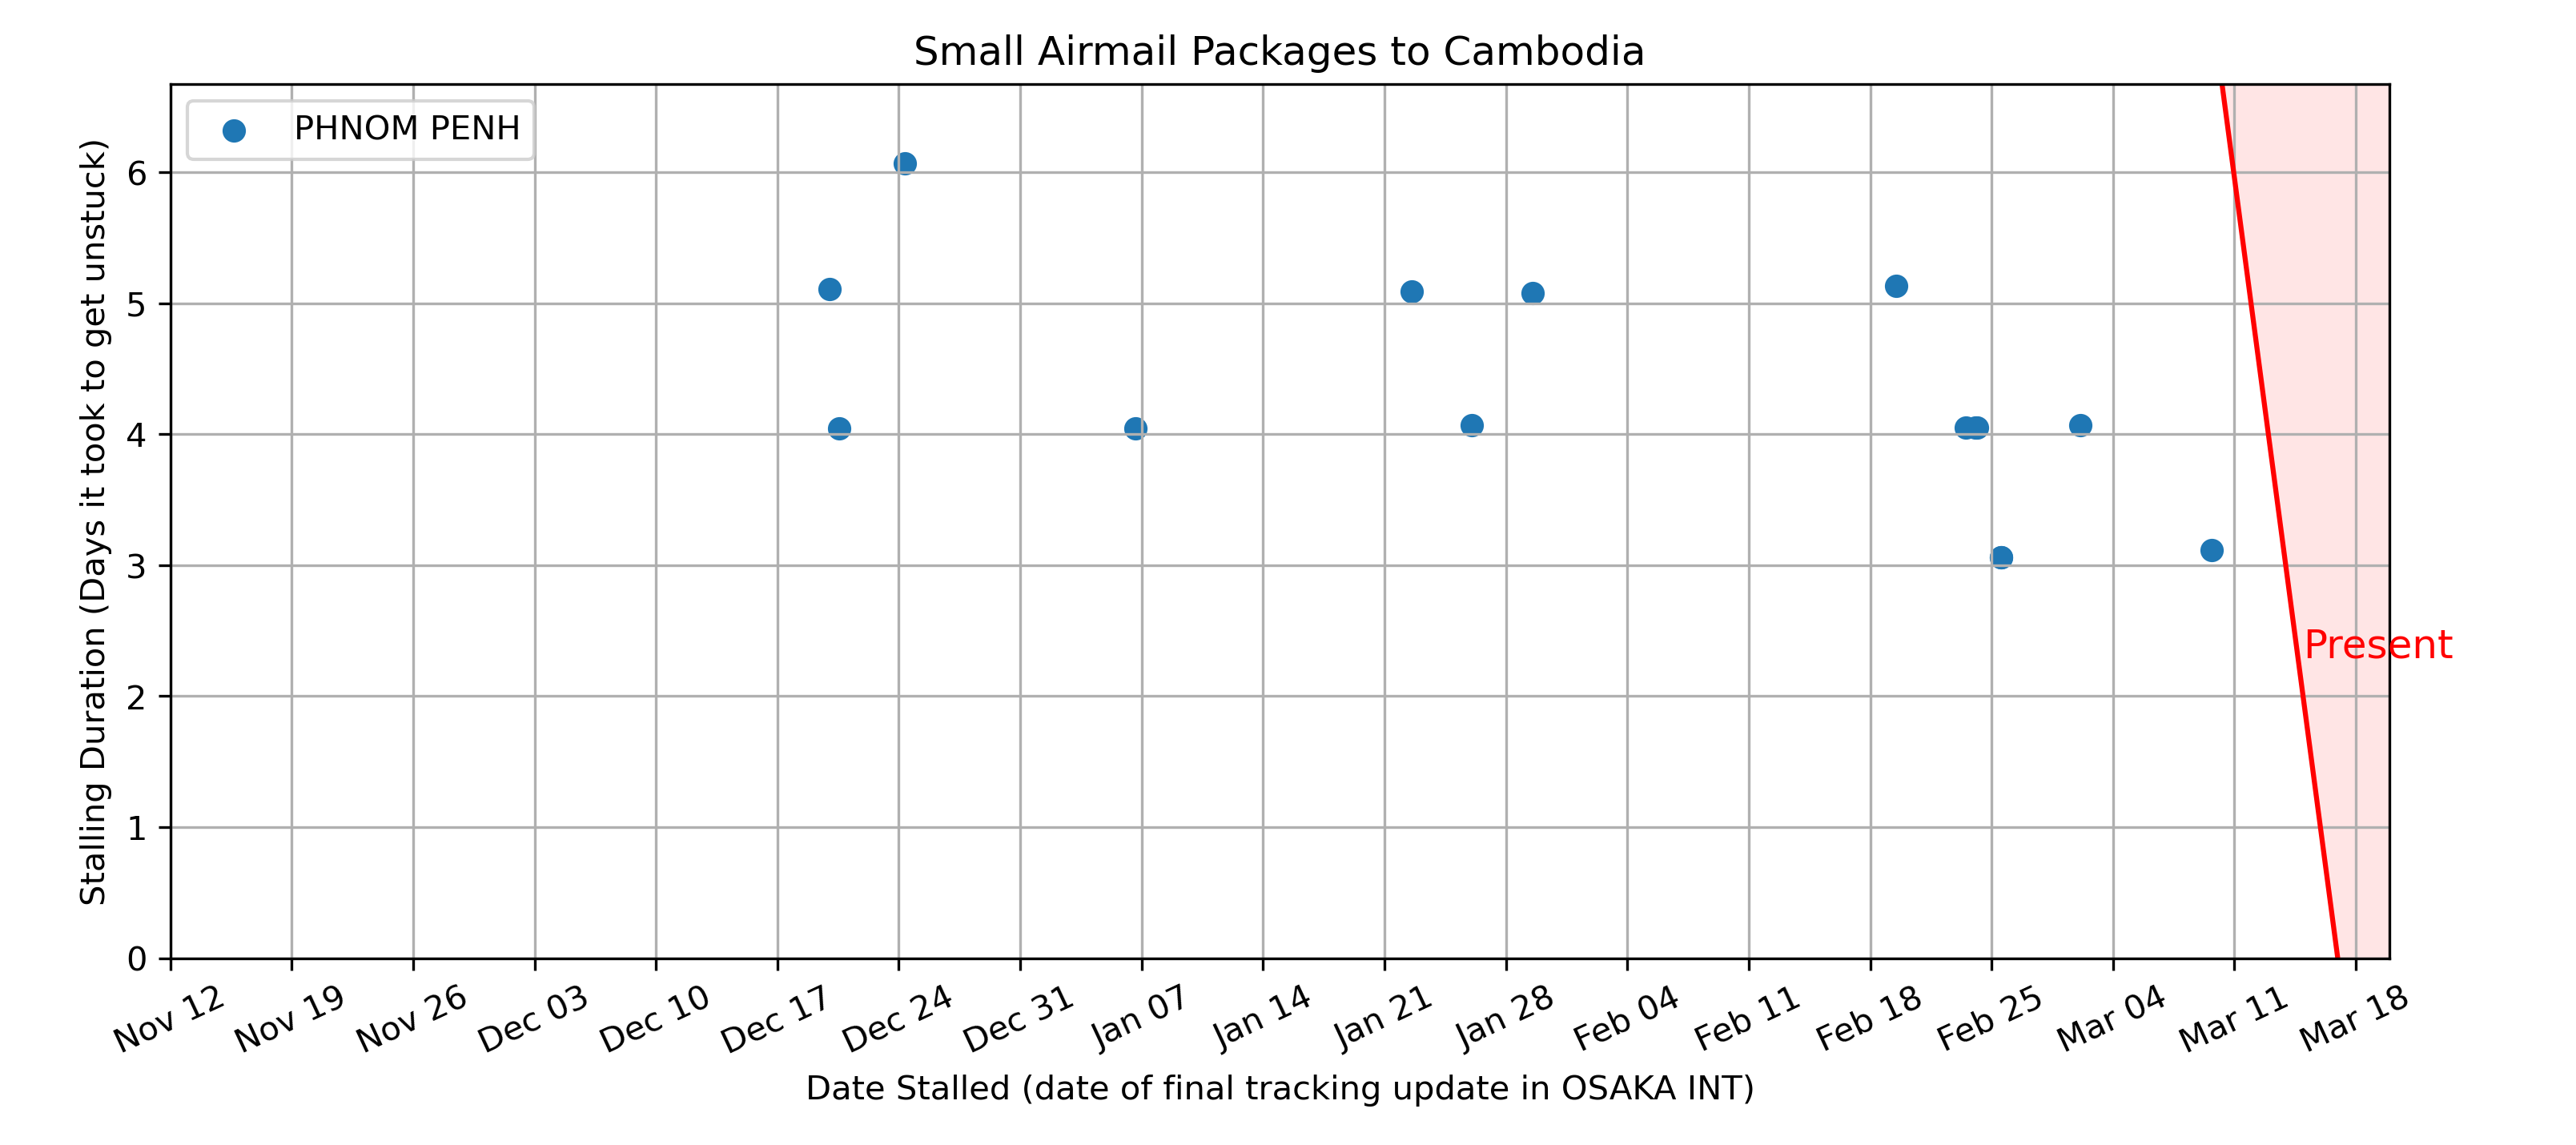 Small Airmail Packages to Cambodia
PHNOM PENH
Stalling Duration (Days it took to get unstuck)
6
5
4
3
2
1
0
Present
Nov 12
Nov 19
Nov 26
Dec 03
Dec 10
Dec 17
Dec 24
Dec 31
Jan 07
Jan 14
Jan 21
Jan 28
Feb 04
Feb 11
Feb 18
Feb 25
Mar 04
Mar 11
Mar 18
Date Stalled (date of final tracking update in OSAKA INT)